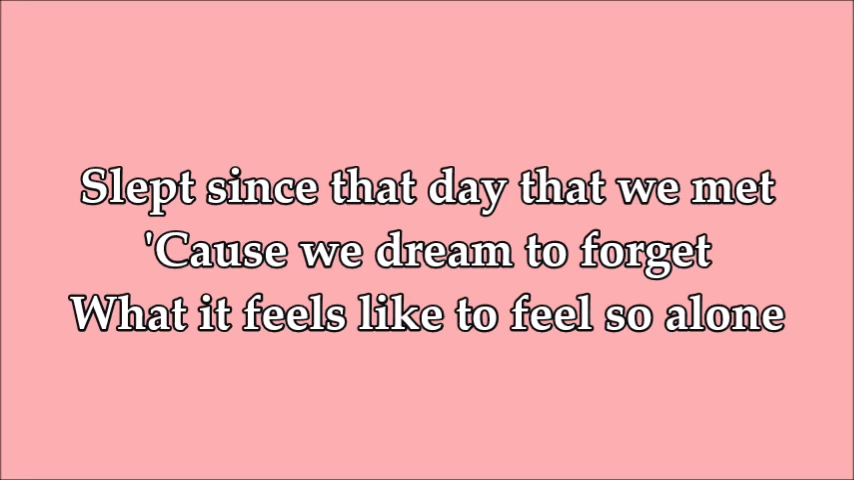 Slept since that day that we met
'Cause we dream to forget
What it feels like to feel so alone